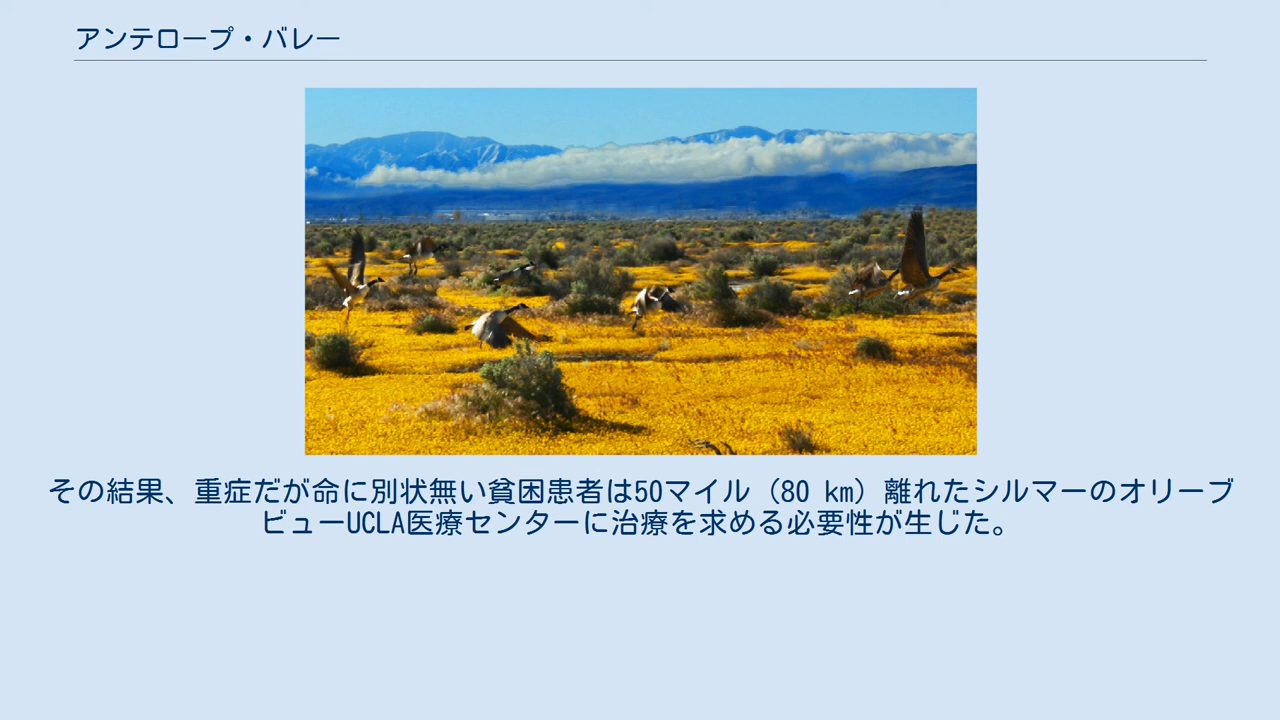 アンテロープ・バレー
その結果、重症だが命に別状無い貧困患者は50マイル（80 km）離れたシルマーのオリーブ
ビューUCLA医療センターに治療を求める必要性が生じた。